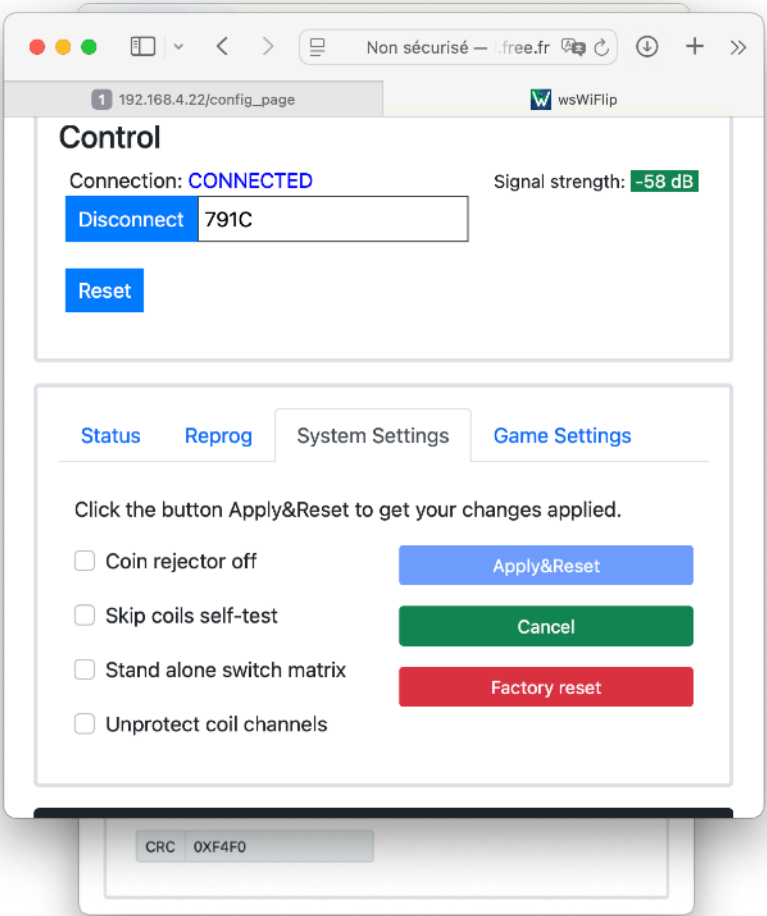 Non sécurisé — .free.fr
1 192.168.4.22/config_page
wsWiFlip
Control
Connection: CONNECTED
Signal strength: -58 dB
Disconnect 791C
Reset
Status Reprog System Settings Game Settings
Click the button Apply&Reset to get your changes applied.
Coin rejector off
Apply&Reset
Skip coils self-test
Cancel
Stand alone switch matrix
Factory reset
Unprotect coil channels
CRC 0XF4F0